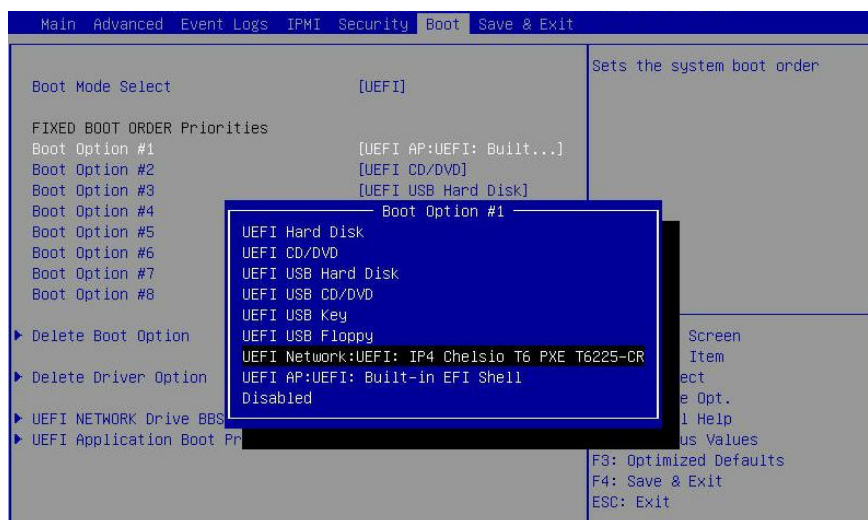 Main Advanced Event Logs IPMI Security Boot Save & Exit
Boot Mode Select [UEFI]
FIXED BOOT ORDER Priorities
Boot Option #1 [UEFI AP:UEFI: Built...]
Boot Option #2 [UEFI CD/DVD]
Boot Option #3 [UEFI USB Hard Disk]
Boot Option #4
Boot Option #5
Boot Option #6
Boot Option #7
Boot Option #8
Delete Boot Option
Delete Driver Option
UEFI NETWORK Drive BBS
UEFI Application Boot Pr
Boot Option #1
UEFI Hard Disk
UEFI CD/DVD
UEFI USB Hard Disk
UEFI USB CD/DVD
UEFI USB Key
UEFI USB Floppy
UEFI Network:UEFI: IP4 Chelsio T6 PXE T6225-CR
UEFI AP:UEFI: Built-in EFI Shell
Disabled
Sets the system boot order
Screen
Item
ect
e Opt.
l Help
us Values
F3: Optimized Defaults
F4: Save & Exit
ESC: Exit